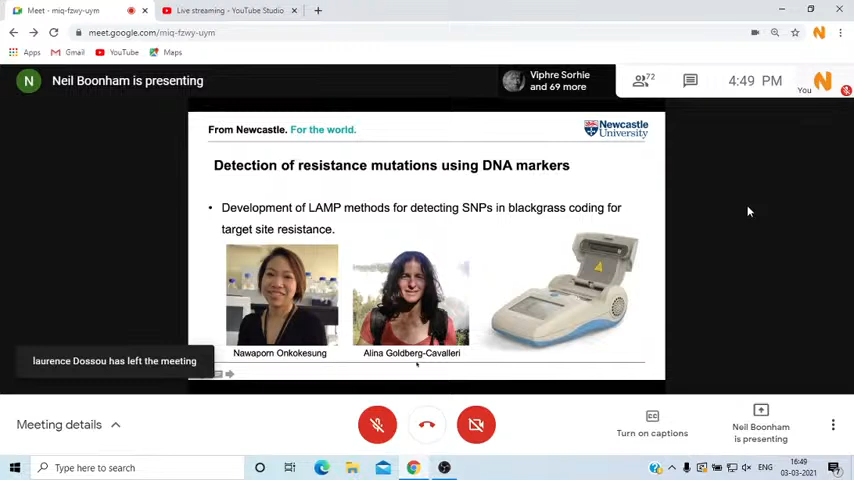 Meet - miq-fzwy-uym
Live streaming - YouTube Studio
meet.google.com/miq-fzwy-uym
Apps
Gmail
YouTube
Maps
N
Neil Boonham is presenting
Viphre Sorhie
and 69 more
72
4:49 PM
You
From Newcastle. For the world.
Newcastle
University
Detection of resistance mutations using DNA markers
• Development of LAMP methods for detecting SNPs in blackgrass coding for
target site resistance.
Nawaporn Onkokesung
Alina Goldberg-Cavalleri
laurence Dossou has left the meeting
Meeting details
Turn on captions
Neil Boonham
is presenting
Type here to search
ENG
16:49
03-03-2021